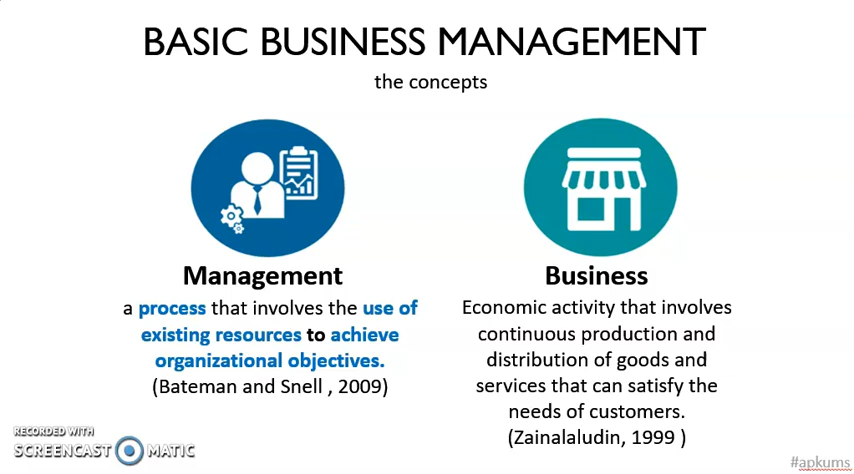 BASIC BUSINESS MANAGEMENT
the concepts
Management
a process that involves the use of
existing resources to achieve
organizational objectives.
(Bateman and Snell , 2009)
Business
Economic activity that involves
continuous production and
distribution of goods and
services that can satisfy the
needs of customers.
(Zainalaludin, 1999 )
RECORDED WITH
SCREENCAST MATIC
#apkums